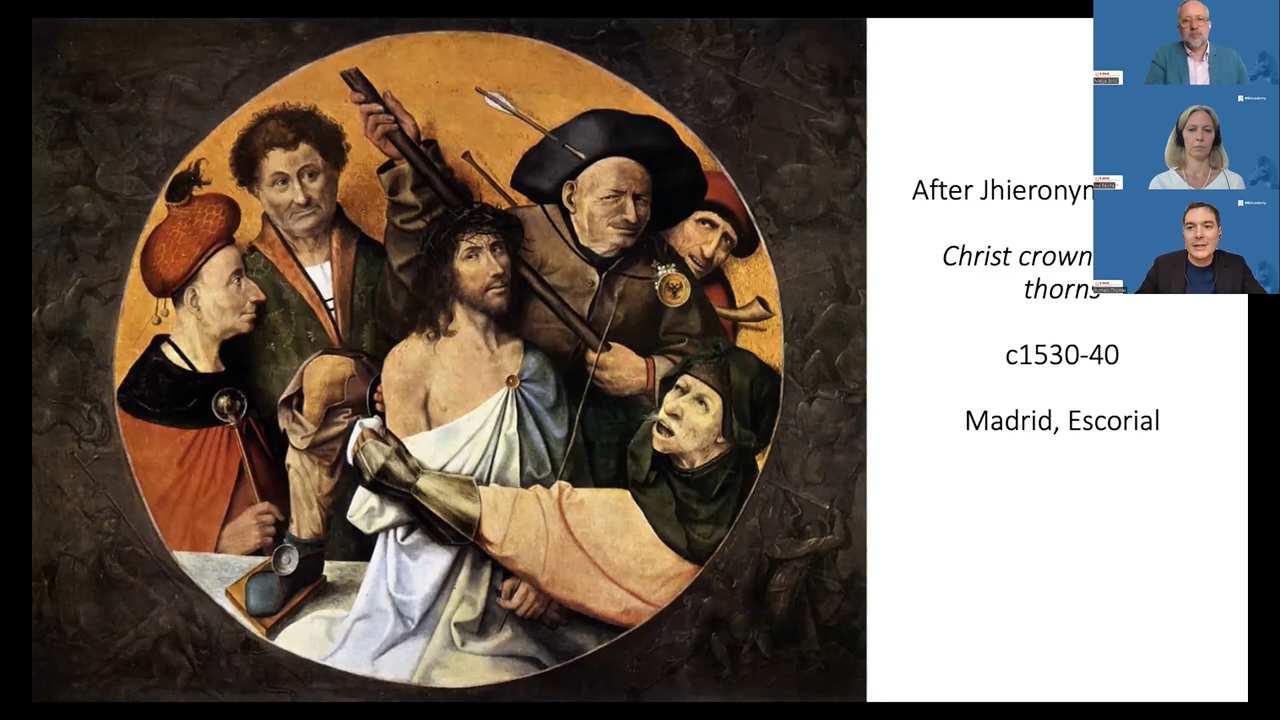 After Jhieronym
Christ crown
thorns
c1530-40
Madrid, Escorial